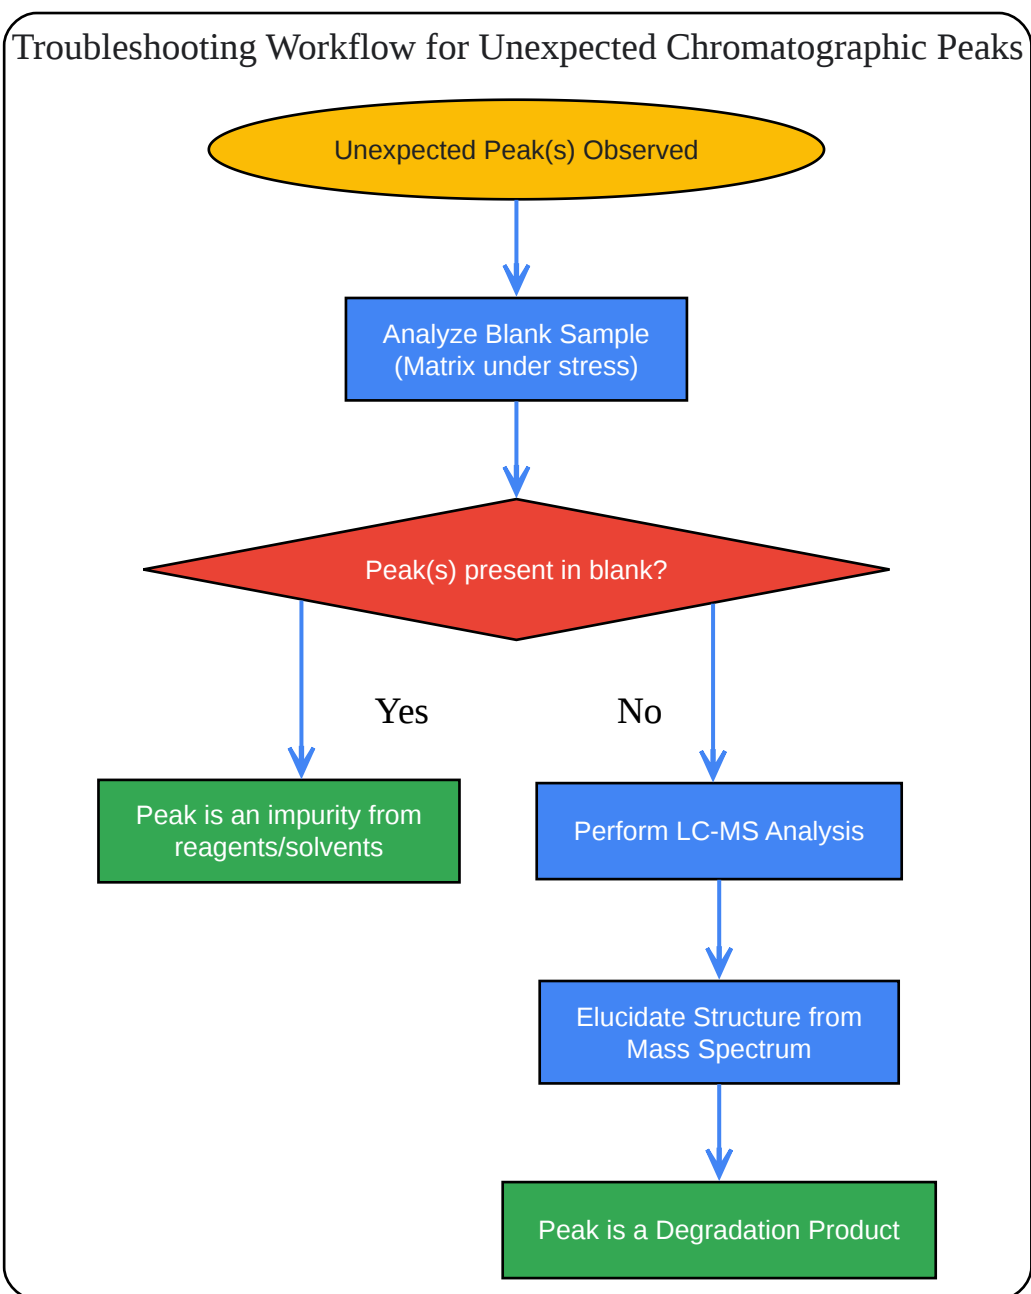 Troubleshooting Workflow for Unexpected Chromatographic Peaks
Unexpected Peak(s) Observed
Analyze Blank Sample
(Matrix under stress)
Peak(s) present in blank?
Yes
No
Peak is an impurity from
reagents/solvents
Perform LC-MS Analysis
Elucidate Structure from
Mass Spectrum
Peak is a Degradation Product